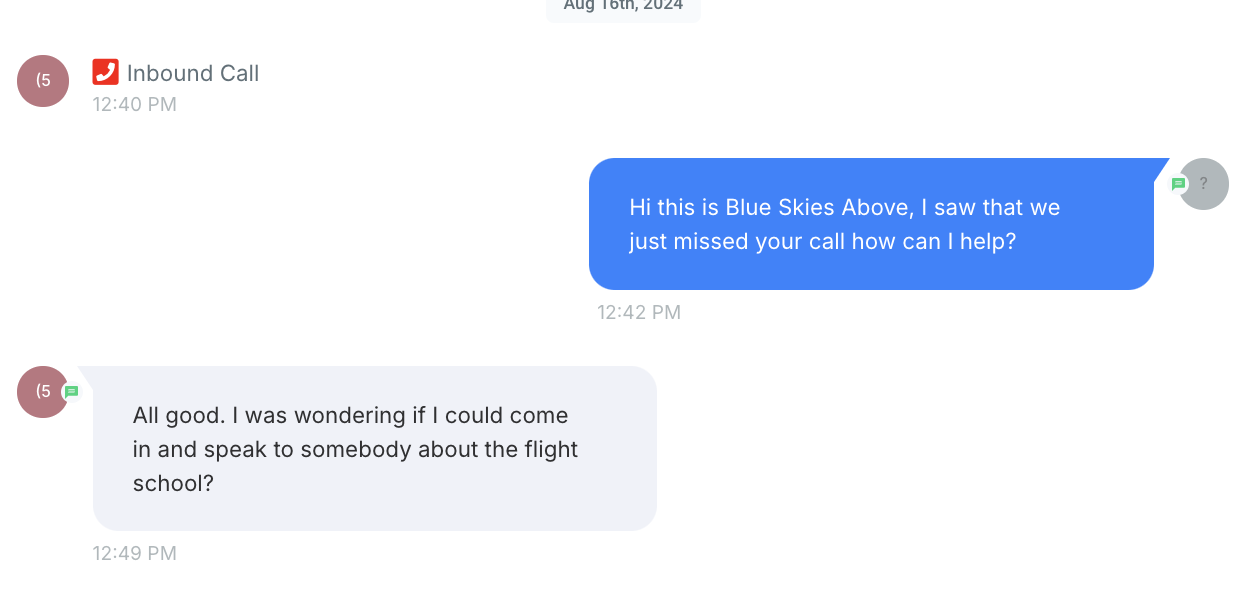 Aug 16th, 2024
(5
Inbound Call
12:40 PM
?
Hi this is Blue Skies Above, I saw that we
just missed your call how can I help?
12:42 PM
(5
All good. I was wondering if I could come
in and speak to somebody about the flight
school?
12:49 PM